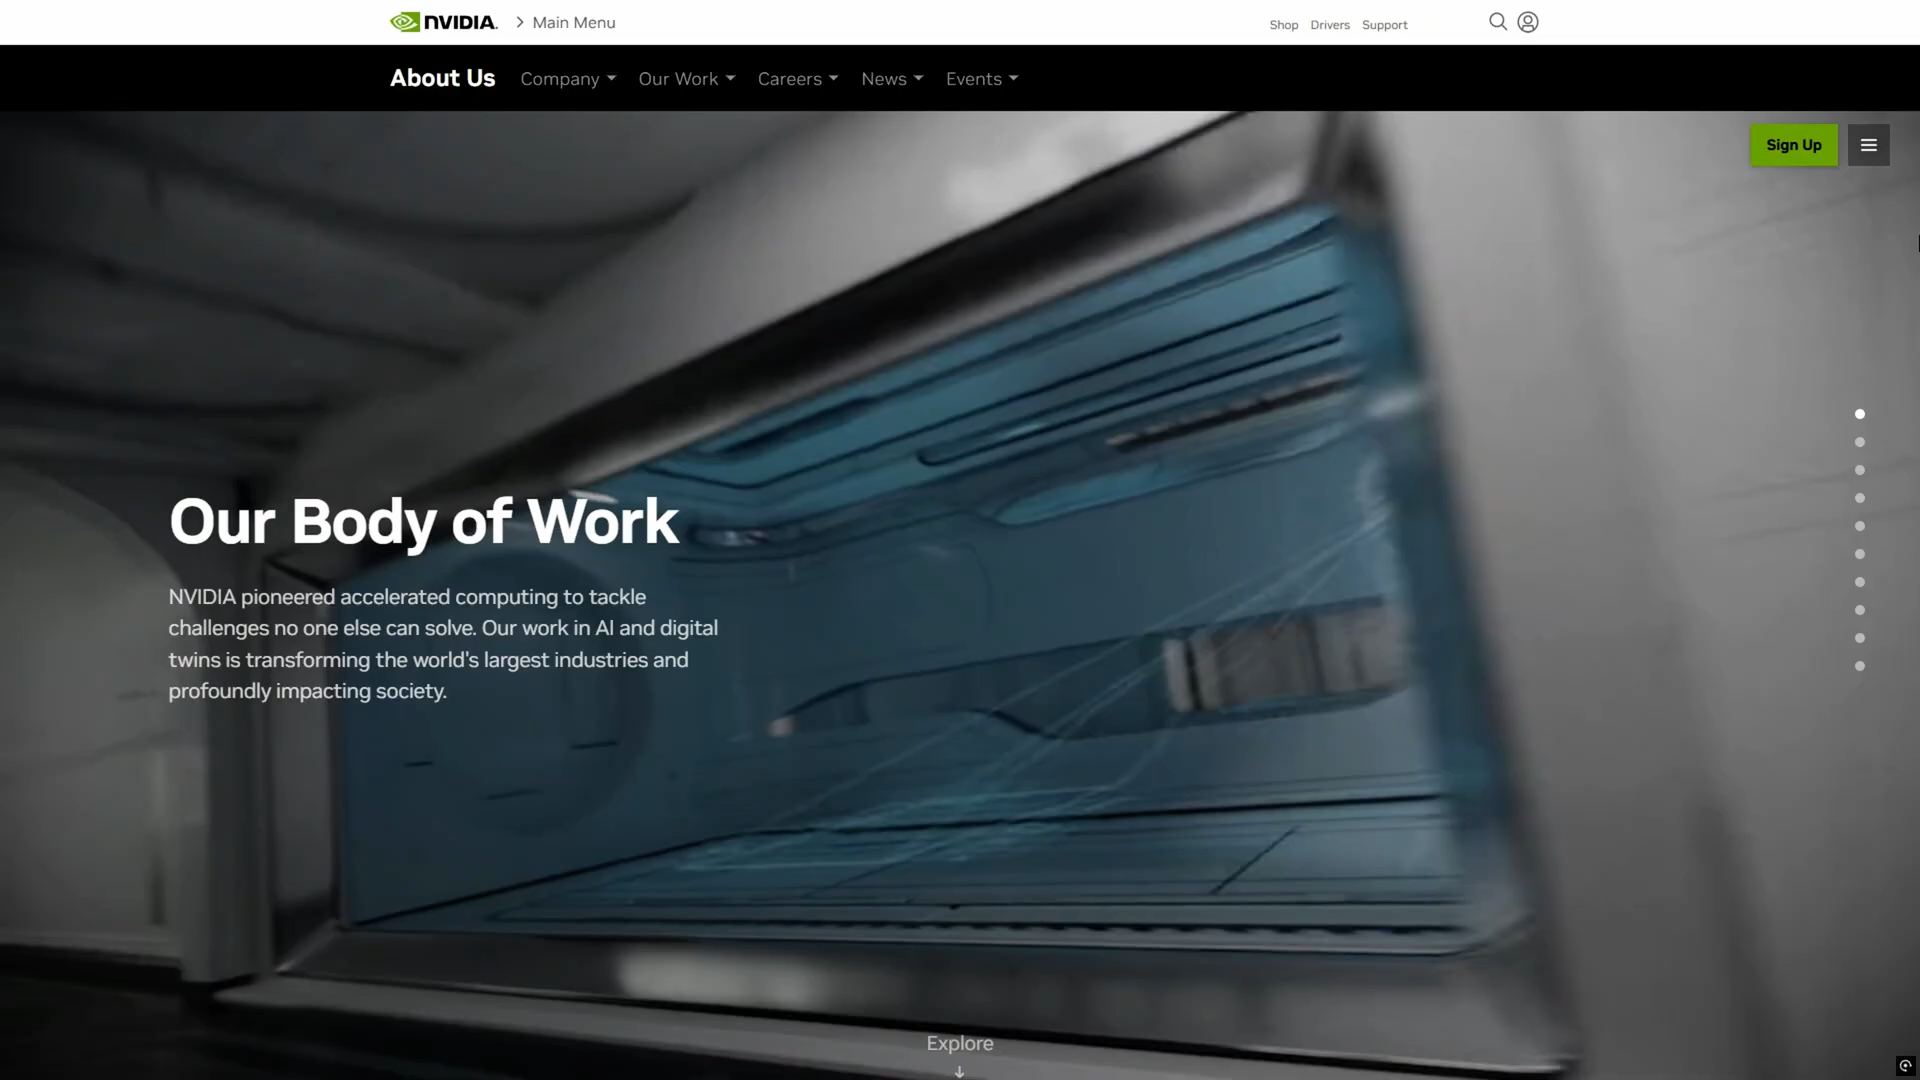 NVIDIA.
Main Menu
Shop
Drivers
Support
About Us
Company
Our Work
Careers
News
Events
Sign Up
Our Body of Work
NVIDIA pioneered accelerated computing to tackle
challenges no one else can solve. Our work in AI and digital
twins is transforming the world's largest industries and
profoundly impacting society.
Explore